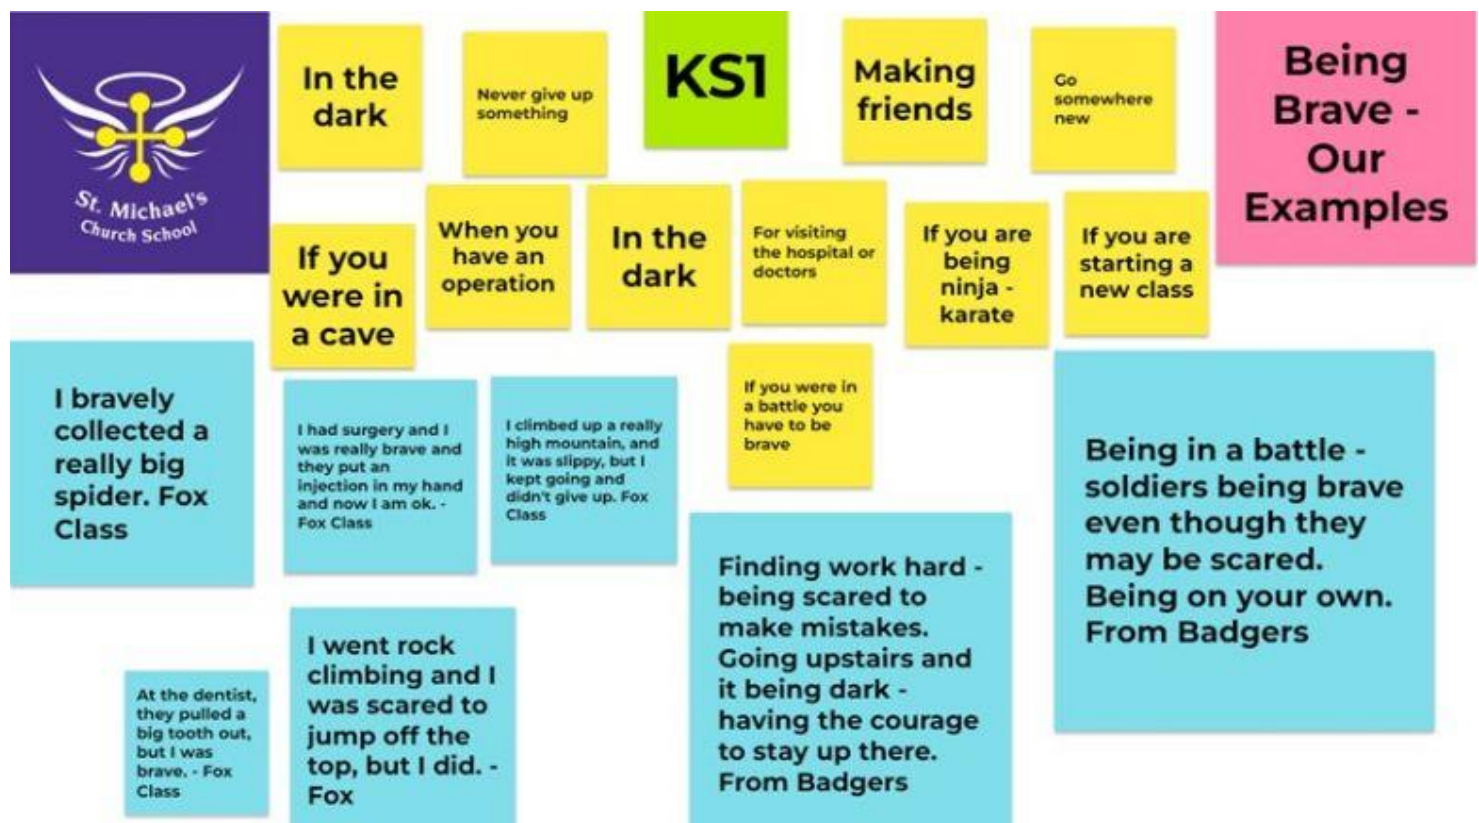 St. Michael's
Church School
In the
dark
Never give up
something
KS1
Making
friends
Go
somewhere
new
Being
Brave -
Our
Examples
If you
were in
a cave
When you
have an
operation
In the
dark
For visiting
the hospital or
doctors
If you are
being
ninja -
karate
If you are
starting a
new class
I bravely
collected a
really big
spider. Fox
Class
I had surgery and I
was really brave and
they put an
injection in my hand
and now I am ok. -
Fox Class
I climbed up a really
high mountain, and
it was slippy, but I
kept going and
didn't give up. Fox
Class
If you were in
a battle you
have to be
brave
Being in a battle -
soldiers being brave
even though they
may be scared.
Being on your own.
From Badgers
At the dentist,
they pulled a
big tooth out,
but I was
brave. - Fox
Class
I went rock
climbing and I
was scared to
jump off the
top, but I did. -
Fox
Finding work hard -
being scared to
make mistakes.
Going upstairs and
it being dark -
having the courage
to stay up there.
From Badgers